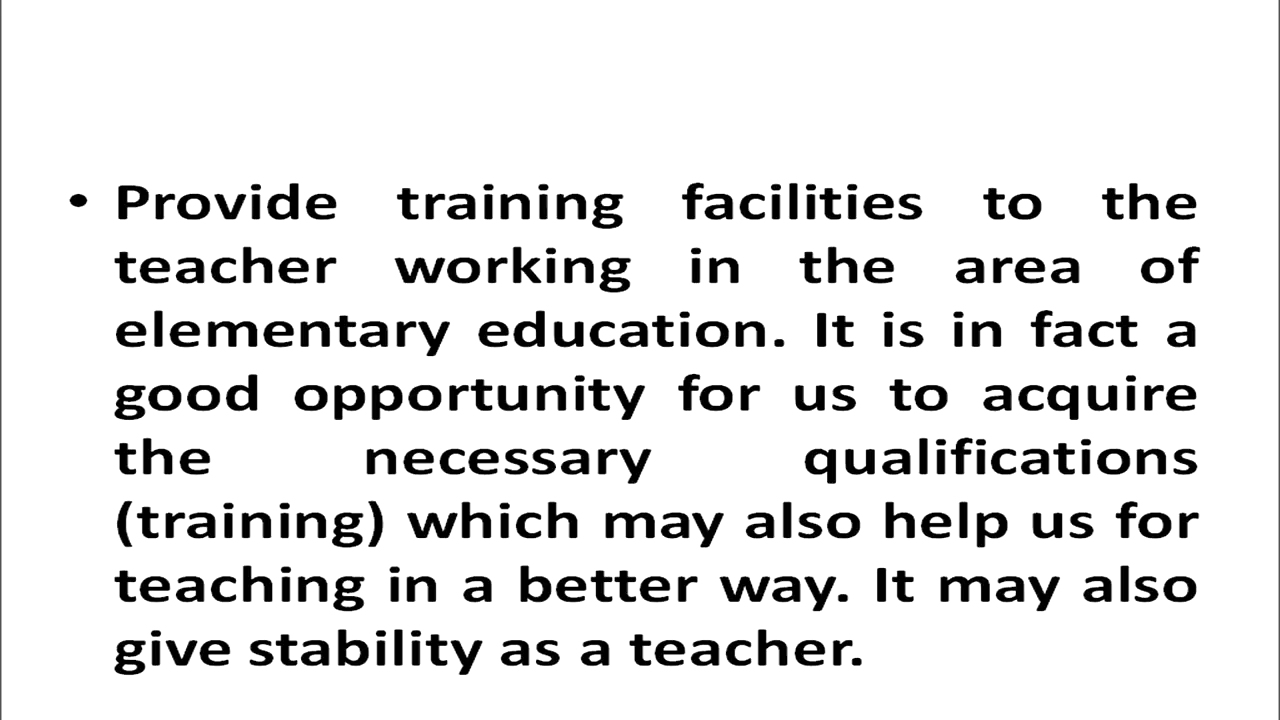 • Provide training facilities to the
teacher working in the area of
elementary education. It is in fact a
good opportunity for us to acquire
the necessary qualifications
(training) which may also help us for
teaching in a better way. It may also
give stability as a teacher.